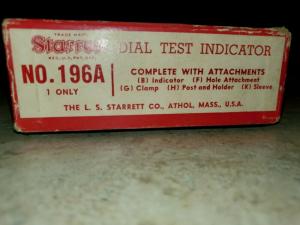 TRADE MARK
Starrett DIAL TEST INDICATOR
REG. U.S. PAT. OFF.
NO. 196A
1 ONLY
COMPLETE WITH ATTACHMENTS
(B) Indicator (F) Hole Attachment
(G) Clamp (H) Post and Holder (K) Sleeve
THE L. S. STARRETT CO., ATHOL, MASS., U.S.A.